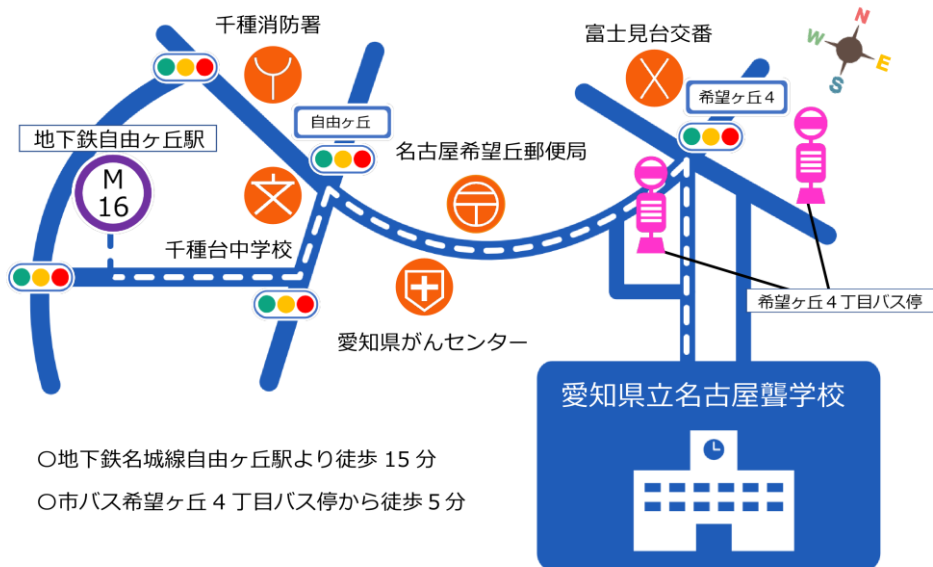 千種消防署
富士見台交番
N
W
E
S
希望ヶ丘4
自由ヶ丘
地下鉄自由ヶ丘駅
M
16
名古屋希望丘郵便局
千種台中学校
希望ヶ丘4丁目バス停
愛知県がんセンター
愛知県立名古屋聾学校
○地下鉄名城線自由ヶ丘駅より徒歩 15 分
○市バス希望ヶ丘 4 丁目バス停から徒歩 5 分